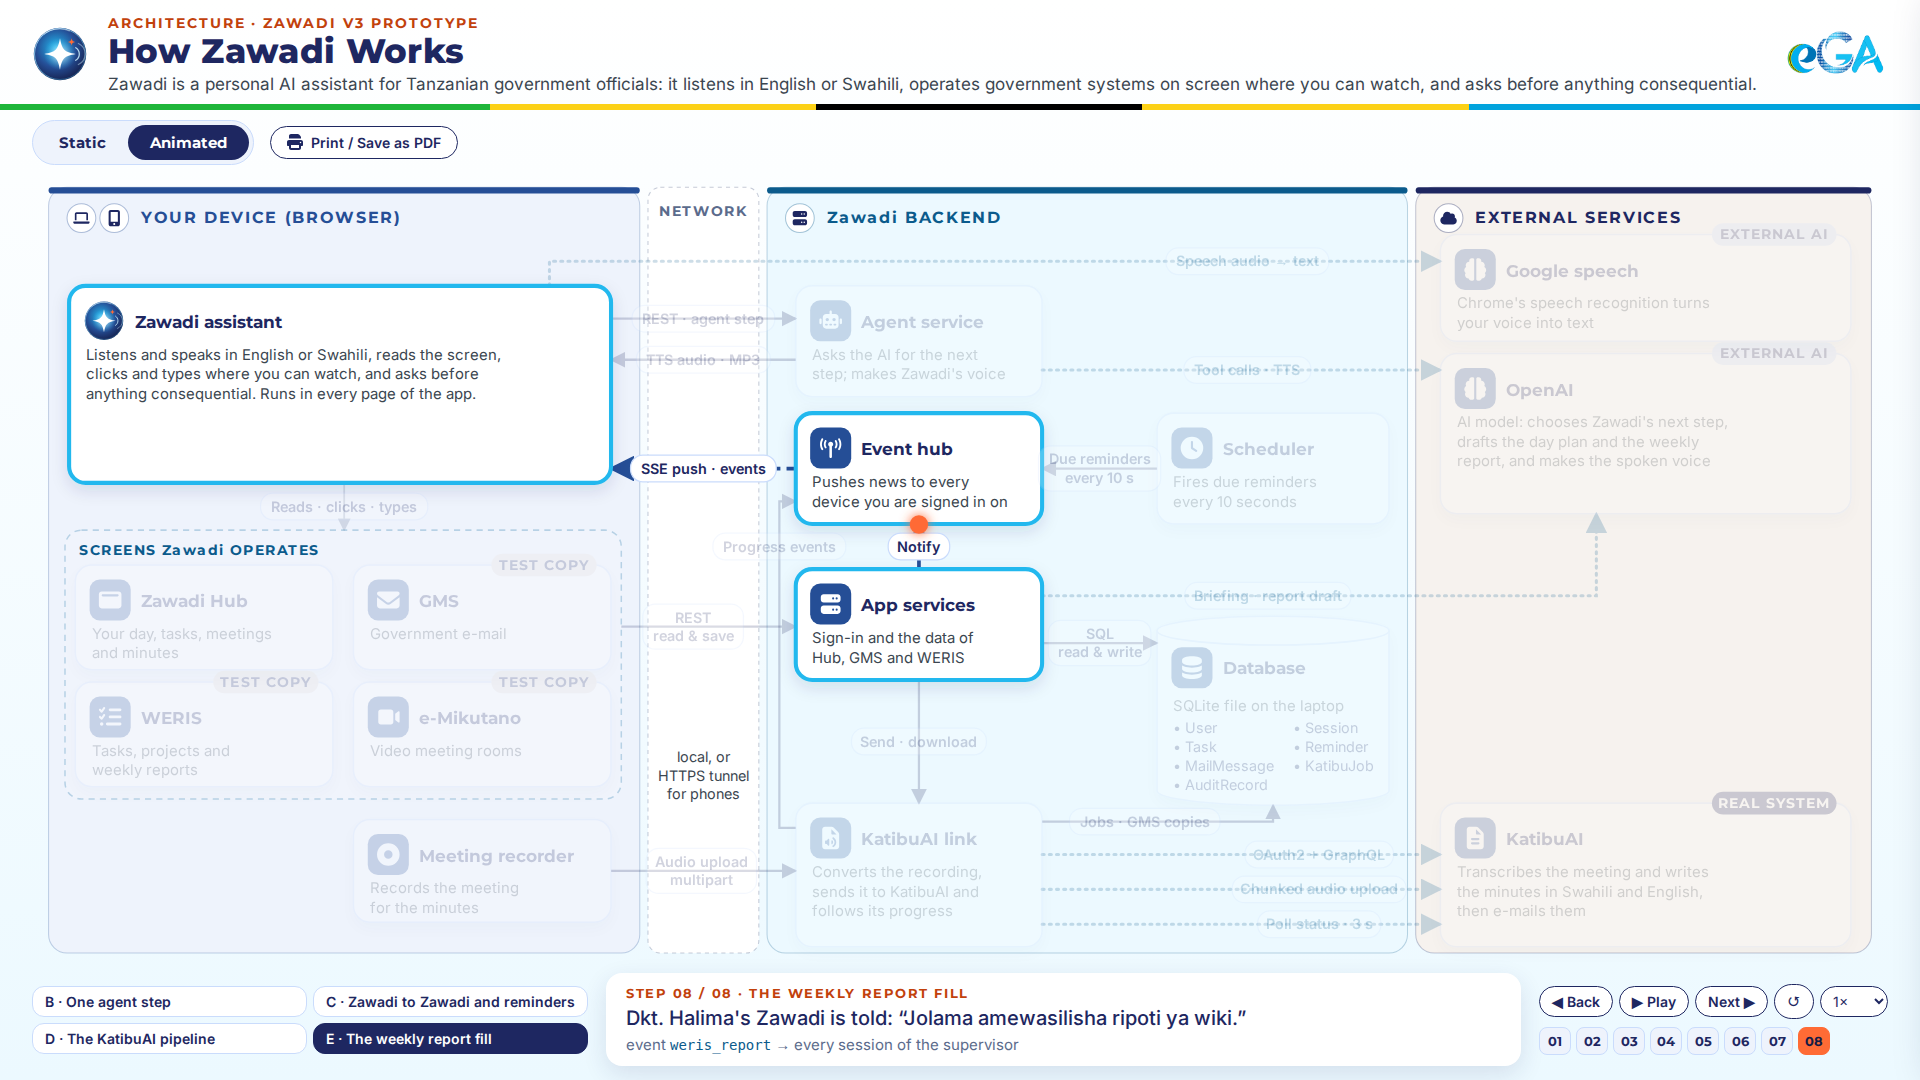 ARCHITECTURE · ZAWADI V3 PROTOTYPE
How Zawadi Works
Zawadi is a personal AI assistant for Tanzanian government officials: it listens in English or Swahili, operates government systems on screen where you can watch, and asks before anything consequential.
eGA
Static
Animated
Print / Save as PDF
YOUR DEVICE (BROWSER)
NETWORK
Zawadi BACKEND
EXTERNAL SERVICES
Zawadi assistant
Listens and speaks in English or Swahili, reads the screen,
clicks and types where you can watch, and asks before
anything consequential. Runs in every page of the app.
Reads · clicks · types
SCREENS Zawadi OPERATES
Zawadi Hub
Your day, tasks, meetings
and minutes
TEST COPY
GMS
Government e-mail
TEST COPY
WERIS
Tasks, projects and
weekly reports
TEST COPY
e-Mikutano
Video meeting rooms
Meeting recorder
Records the meeting
for the minutes
REST · agent step
TTS audio · MP3
SSE push · events
Progress events
REST
read & save
local, or
HTTPS tunnel
for phones
Audio upload
multipart
Speech audio → text
Agent service
Asks the AI for the next
step; makes Zawadi's voice
Tool calls · TTS
Event hub
Pushes news to every
device you are signed in on
Due reminders
every 10 s
Scheduler
Fires due reminders
every 10 seconds
Notify
App services
Sign-in and the data of
Hub, GMS and WERIS
Briefing · report draft
SQL
read & write
Database
SQLite file on the laptop
• User
• Session
• Task
• Reminder
• MailMessage
• KatibuJob
• AuditRecord
Send · download
KatibuAI link
Converts the recording,
sends it to KatibuAI and
follows its progress
Jobs · GMS copies
OAuth2 + GraphQL
Chunked audio upload
Poll status · 3 s
EXTERNAL AI
Google speech
Chrome's speech recognition turns
your voice into text
EXTERNAL AI
OpenAI
AI model: chooses Zawadi's next step,
drafts the day plan and the weekly
report, and makes the spoken voice
REAL SYSTEM
KatibuAI
Transcribes the meeting and writes
the minutes in Swahili and English,
then e-mails them
B · One agent step
C · Zawadi to Zawadi and reminders
D · The KatibuAI pipeline
E · The weekly report fill
STEP 08 / 08 · THE WEEKLY REPORT FILL
Dkt. Halima's Zawadi is told: “Jolama amewasilisha ripoti ya wiki.”
event weris_report → every session of the supervisor
◀ Back
▶ Play
Next ▶
↺
1×
01
02
03
04
05
06
07
08